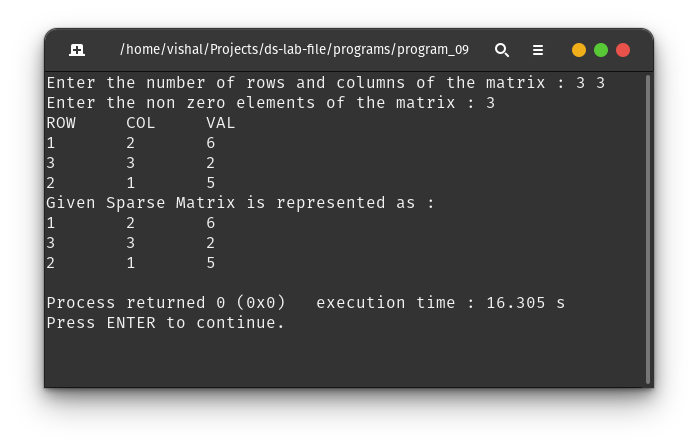 /home/vishal/Projects/ds-lab-file/programs/program_09
Enter the number of rows and columns of the matrix : 3 3
Enter the non zero elements of the matrix : 3
ROW     COL     VAL
1       2       6
3       3       2
2       1       5
Given Sparse Matrix is represented as :
1       2       6
3       3       2
2       1       5
Process returned 0 (0x0)   execution time : 16.305 s
Press ENTER to continue.